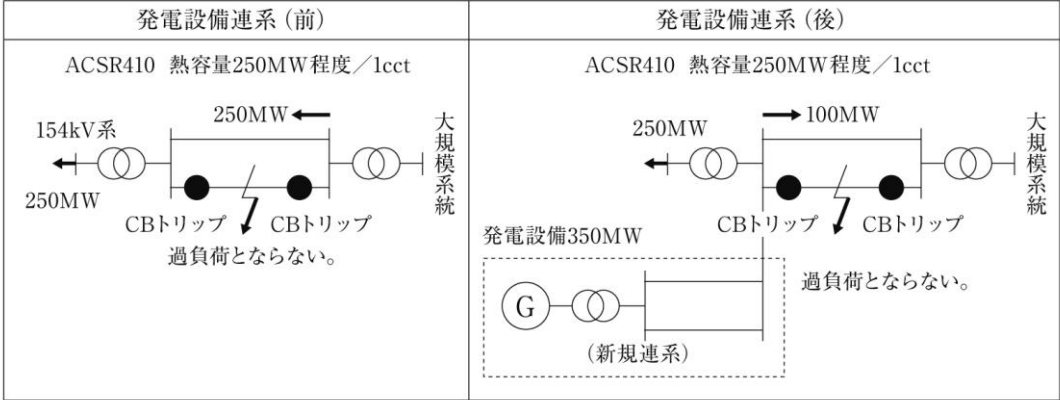 発電設備連系（前）
ACSR410 熱容量250MW程度／1cct
250MW
154kV系
250MW
大規模系統
CBトリップ
CBトリップ
過負荷とならない。
発電設備連系（後）
ACSR410 熱容量250MW程度／1cct
100MW
250MW
大規模系統
CBトリップ
CBトリップ
過負荷とならない。
発電設備350MW
G
（新規連系）